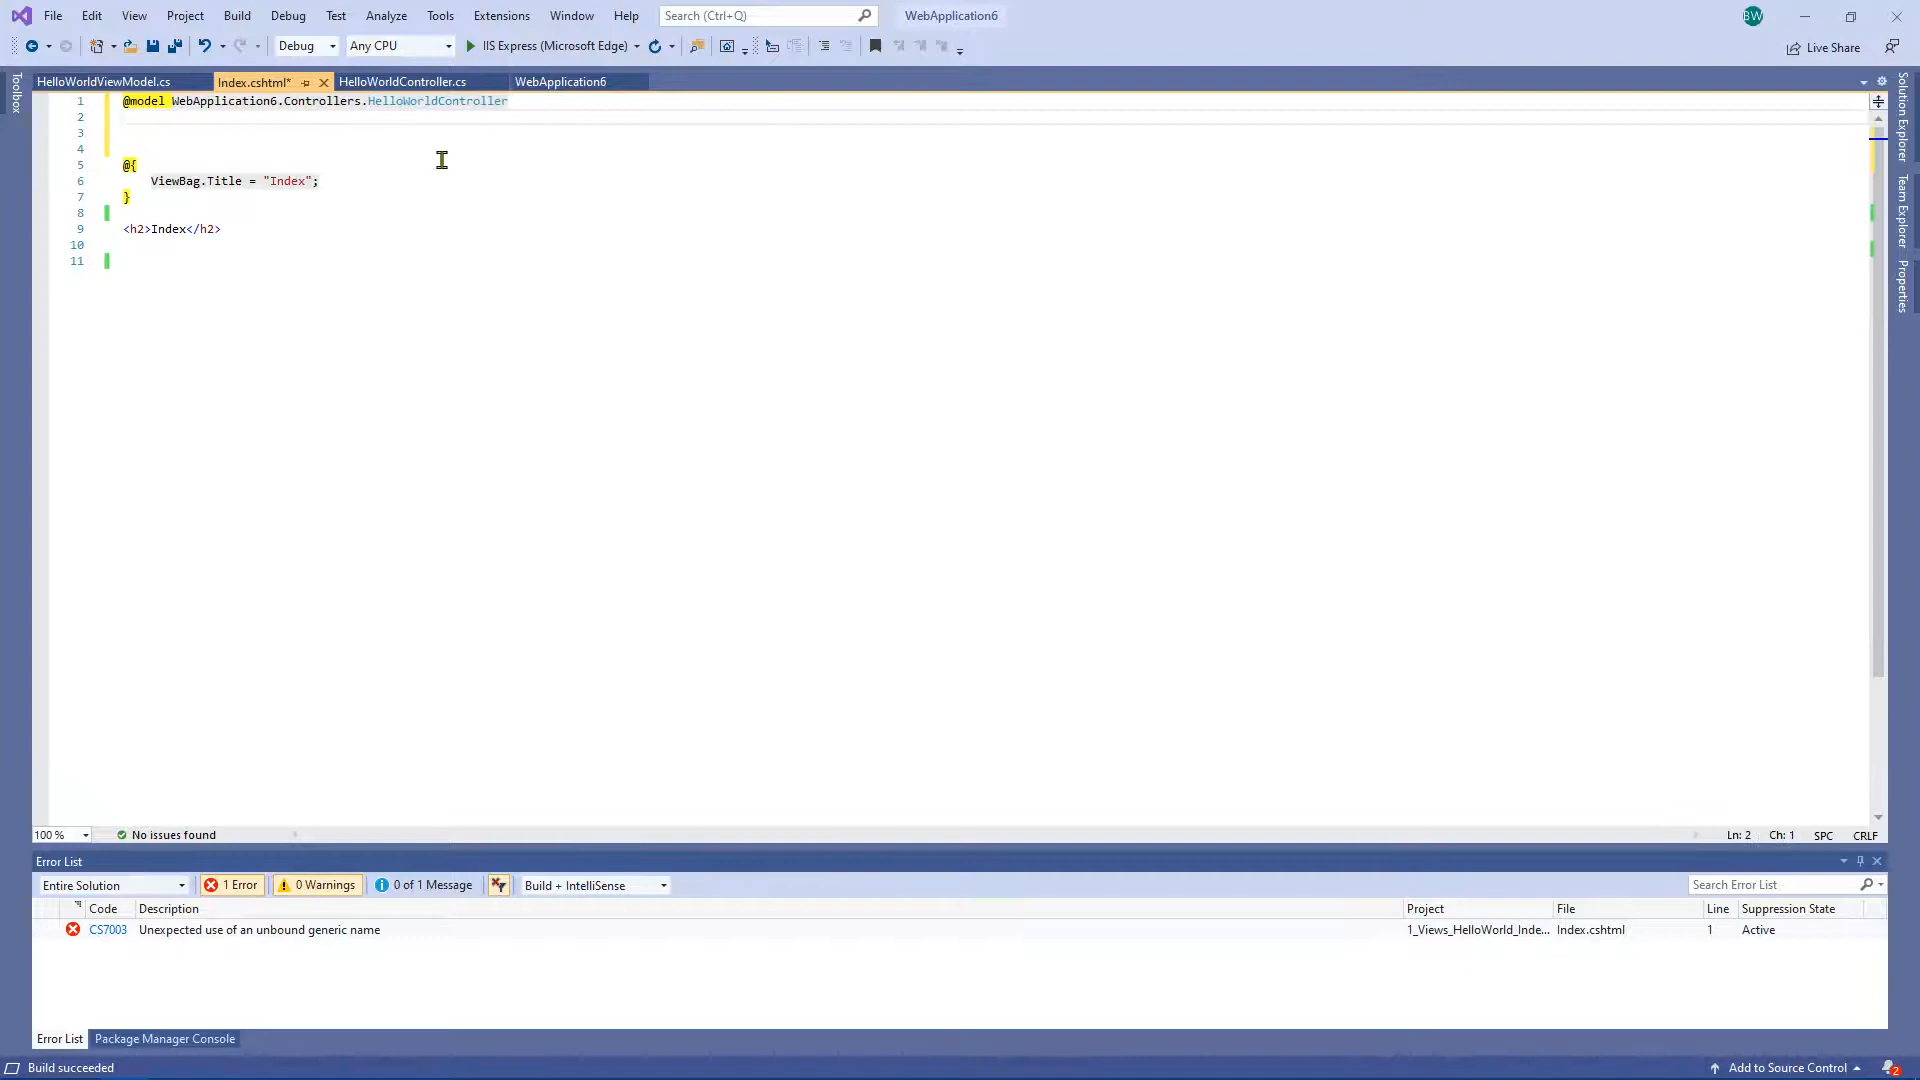 File Edit View Project Build Debug Test Analyze Tools Extensions Window Help Search (Ctrl+Q) WebApplication6 BW
Debug Any CPU IIS Express (Microsoft Edge) Live Share
HelloWorldViewModel.cs Index.cshtml* HelloWorldController.cs WebApplication6
Toolbox
Solution Explorer
Team Explorer
Properties
1 @model WebApplication6.Controllers.HelloWorldController
2
3
4
5 @{
6 ViewBag.Title = "Index";
7 }
8
9 <h2>Index</h2>
10
11
100 % No issues found Ln: 2 Ch: 1 SPC CRLF
Error List
Entire Solution 1 Error 0 Warnings 0 of 1 Message Build + IntelliSense Search Error List
Code Description Project File Line Suppression State
CS7003 Unexpected use of an unbound generic name 1_Views_HelloWorld_Inde... Index.cshtml 1 Active
Error List Package Manager Console
Build succeeded Add to Source Control 2